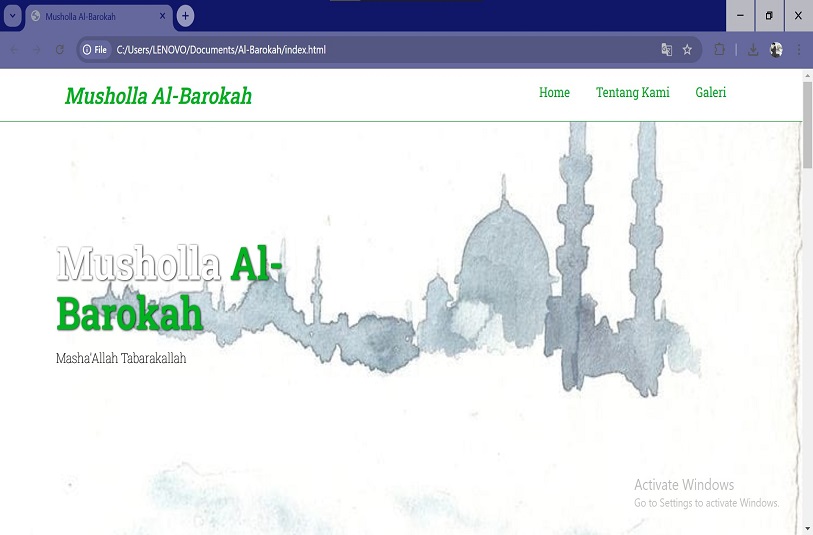 Musholla Al-Barokah
File C:/Users/LENOVO/Documents/Al-Barokah/index.html
Musholla Al-Barokah
Home Tentang Kami Galeri
Musholla Al-
Barokah
Masha'Allah Tabarakallah
Activate Windows
Go to Settings to activate Windows.